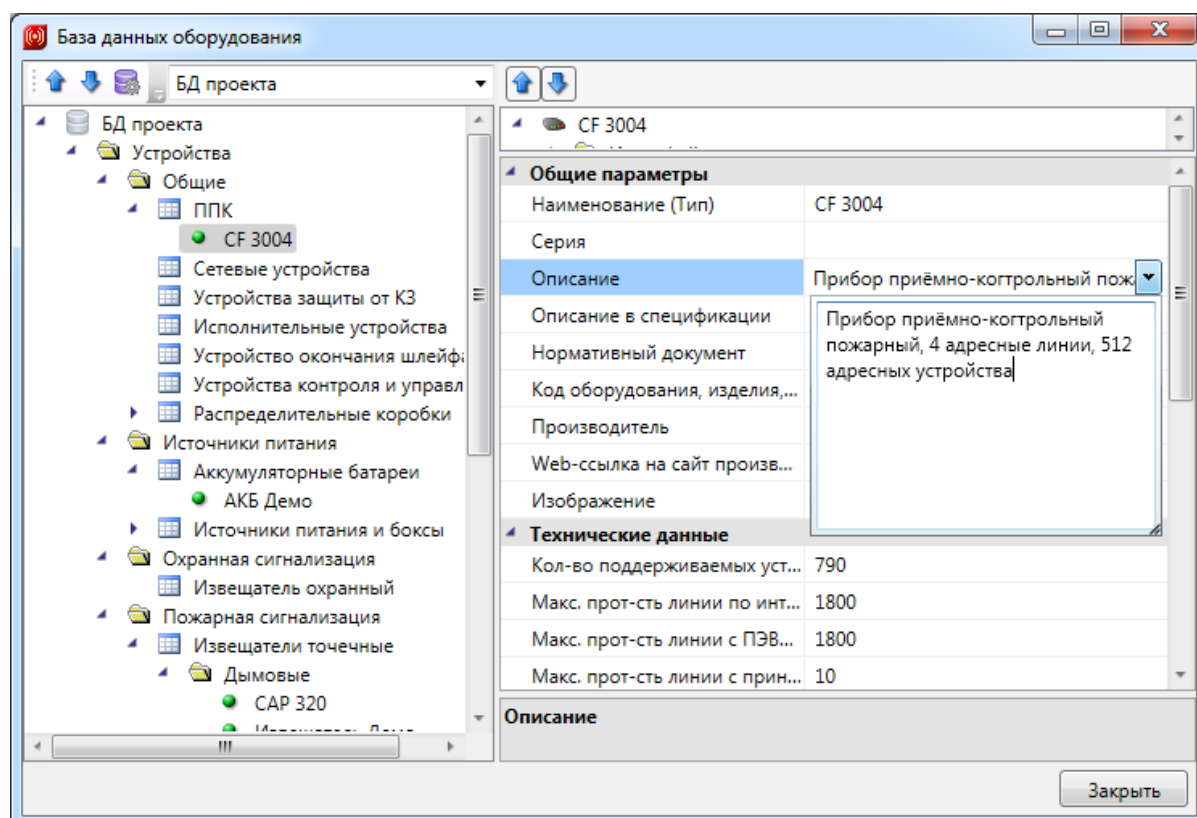 База данных оборудования
БД проекта
БД проекта
Устройства
Общие
ППК
CF 3004
Сетевые устройства
Устройства защиты от КЗ
Исполнительные устройства
Устройство окончания шлейфа
Устройства контроля и управл
Распределительные коробки
Источники питания
Аккумуляторные батареи
АКБ Демо
Источники питания и боксы
Охранная сигнализация
Извещатель охранный
Пожарная сигнализация
Извещатели точечные
Дымовые
CAP 320
CF 3004
Общие параметры
Наименование (Тип) CF 3004
Серия
Описание Прибор приёмно-когтрольный пож
Описание в спецификации
Нормативный документ
Код оборудования, изделия,...
Производитель
Web-ссылка на сайт произв...
Изображение
Прибор приёмно-когтрольный
пожарный, 4 адресные линии, 512
адресных устройства
Технические данные
Кол-во поддерживаемых уст... 790
Макс. прот-сть линии по инт... 1800
Макс. прот-сть линии с ПЭВ... 1800
Макс. прот-сть линии с прин... 10
Описание
Закрыть